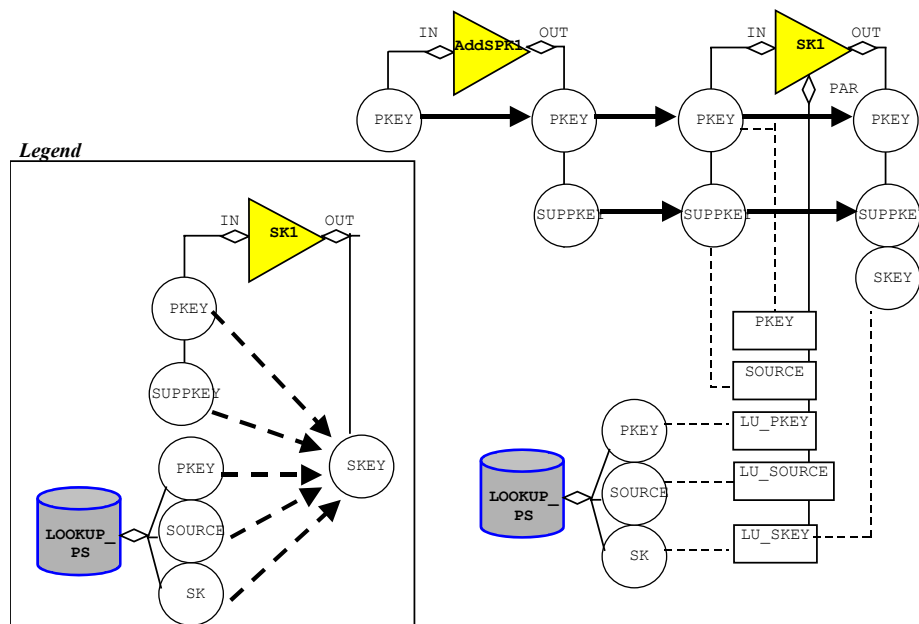 IN
AddSPK1
OUT
IN
SK1
OUT
PAR
PKEY
PKEY
PKEY
PKEY
SUPPKEY
SUPPKEY
SUPPKEY
SKEY
PKEY
SOURCE
LU_PKEY
LU_SOURCE
LU_SKEY
PKEY
SOURCE
SK
LOOKUP_
PS
Legend
IN
SK1
OUT
PKEY
SUPPKEY
SKEY
PKEY
SOURCE
SK
LOOKUP_
PS